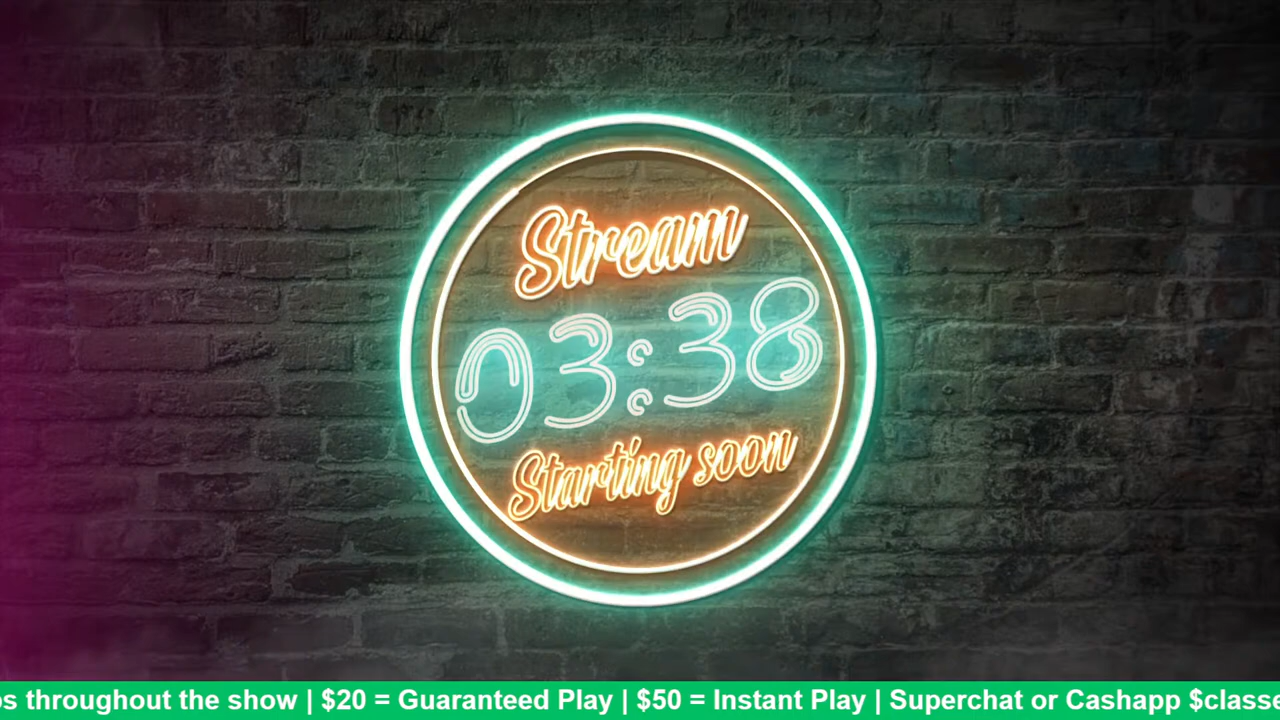 Stream
03:38
Starting soon
throughout the show | $20 = Guaranteed Play | $50 = Instant Play | Superchat or Cashapp